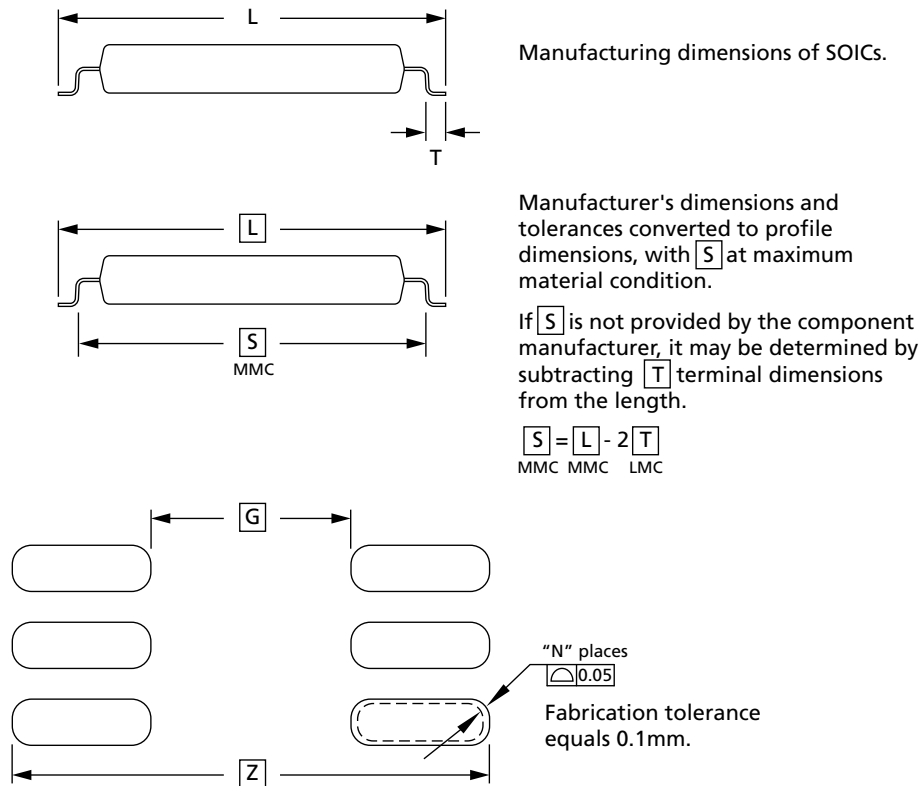 L
Manufacturing dimensions of SOICs.
T
Manufacturer's dimensions and
L
tolerances converted to profile
dimensions, with S at maximum
material condition.
If S is not provided by the component
S
manufacturer, it may be determined by
MMC
subtracting T terminal dimensions
from the length.
S = L - 2 T
MMC MMC LMC
G
"N" places
0.05
Fabrication tolerance
equals 0.1mm.
Z